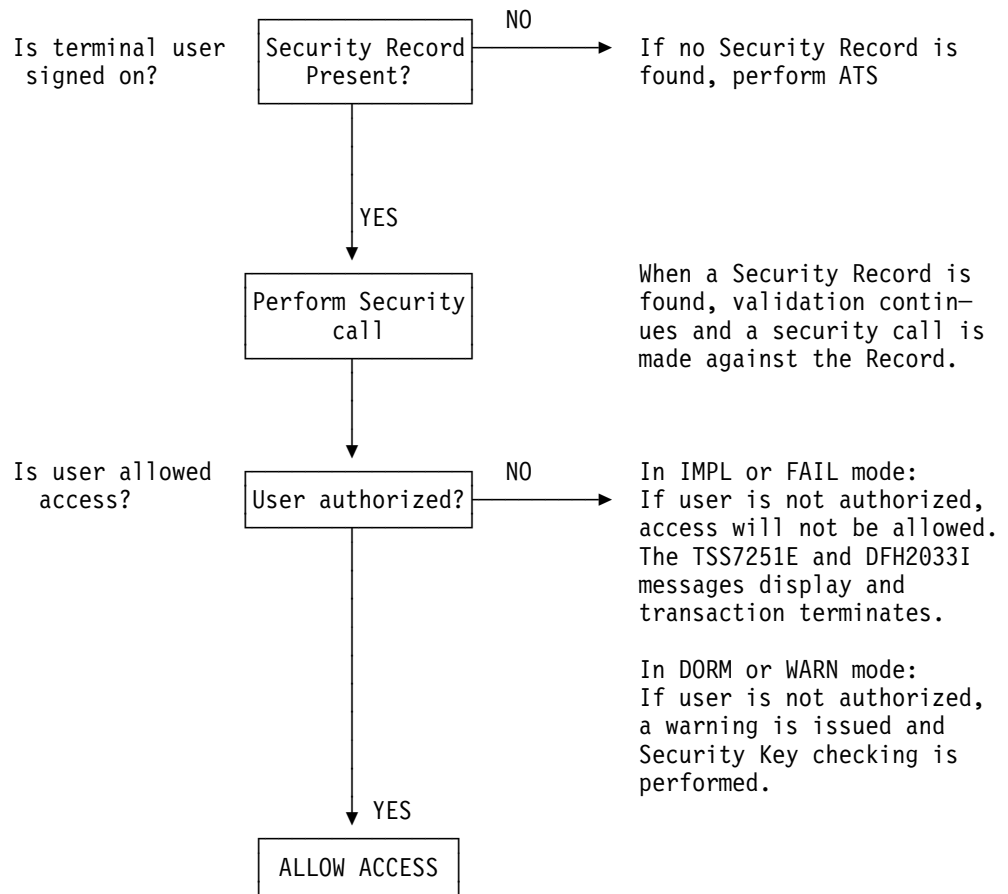 NO
Is terminal user
signed on?
Security Record
Present?
If no Security Record is
found, perform ATS
YES
Perform Security
call
When a Security Record is
found, validation contin—
ues and a security call is
made against the Record.
Is user allowed
access?
User authorized?
NO
In IMPL or FAIL mode:
If user is not authorized,
access will not be allowed.
The TSS7251E and DFH2033I
messages display and
transaction terminates.
In DORM or WARN mode:
If user is not authorized,
a warning is issued and
Security Key checking is
performed.
YES
ALLOW ACCESS